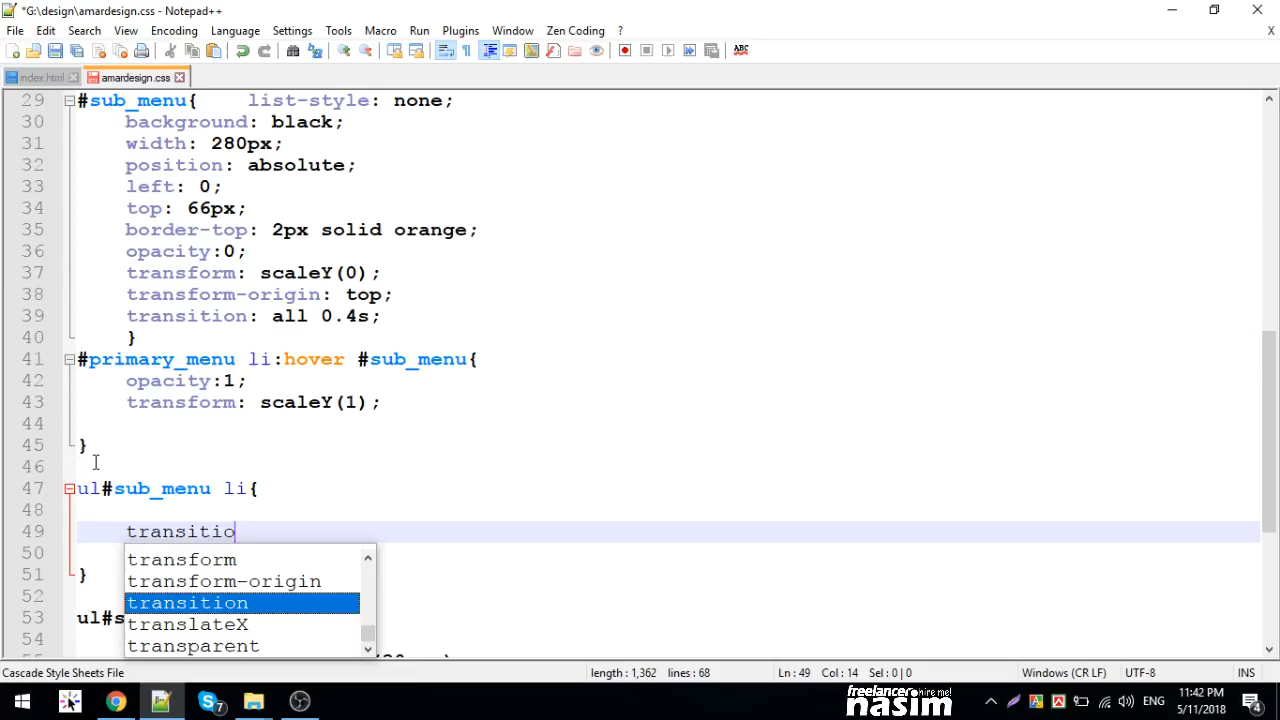 *G:\design\amardesign.css - Notepad++
File Edit Search View Encoding Language Settings Tools Macro Run Plugins Window Zen Coding ? X
index.html amardesign.css
29 #sub_menu{ list-style: none;
30 background: black;
31 width: 280px;
32 position: absolute;
33 left: 0;
34 top: 66px;
35 border-top: 2px solid orange;
36 opacity:0;
37 transform: scaleY(0);
38 transform-origin: top;
39 transition: all 0.4s;
40 }
41 #primary_menu li:hover #sub_menu{
42 opacity:1;
43 transform: scaleY(1);
44
45 }
46
47 ul#sub_menu li{
48
49 transitio
50 transform
transform-origin
51 }
52 transition
53 ul#s translateX
54 transparent
Cascade Style Sheets File length : 1,362 lines : 68 Ln : 49 Col : 14 Sel : 0 | 0 Windows (CR LF) UTF-8 INS
7 freelancer hire me! nasim ENG 11:42 PM 5/11/2018 4